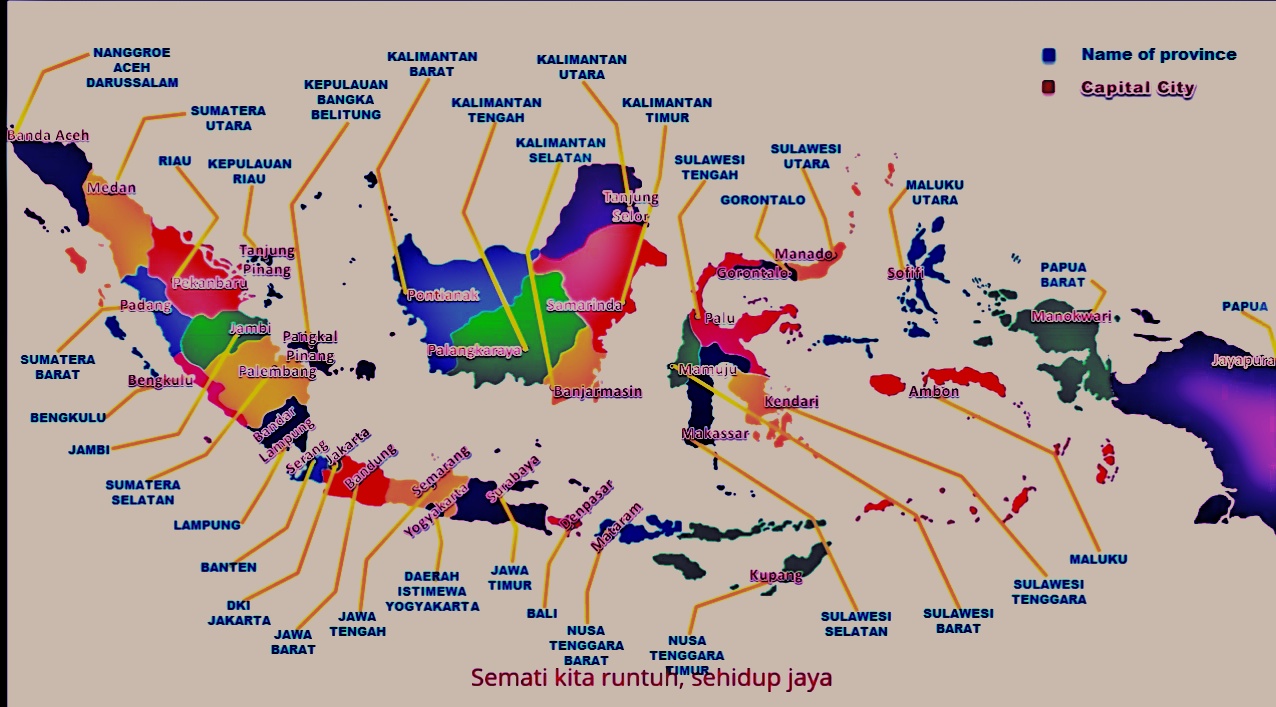 NANGGROE
ACEH
DARUSSALAM
SUMATERA
UTARA
RIAU
KEPULAUAN
RIAU
KEPULAUAN
BANGKA
BELITUNG
KALIMANTAN
BARAT
KALIMANTAN
TENGAH
KALIMANTAN
SELATAN
KALIMANTAN
UTARA
KALIMANTAN
TIMUR
SULAWESI
TENGAH
GORONTALO
SULAWESI
UTARA
MALUKU
UTARA
PAPUA
BARAT
PAPUA
Name of province
Capital City
Banda Aceh
Medan
Pekanbaru
Tanjung
Pinang
Padang
Jambi
Pangkal
Pinang
Palembang
Bengkulu
Bandar
Lampung
Serang
Jakarta
Bandung
Semarang
Yogyakarta
Surabaya
Denpasar
Mataram
Kupang
Pontianak
Palangkaraya
Samarinda
Tanjung
Selor
Banjarmasin
Gorontalo
Manado
Palu
Mamuju
Makassar
Kendari
Sofifi
Ambon
Manokwari
Jayapura
SUMATERA
BARAT
BENGKULU
JAMBI
SUMATERA
SELATAN
LAMPUNG
BANTEN
DKI
JAKARTA
JAWA
BARAT
JAWA
TENGAH
DAERAH
ISTIMEWA
YOGYAKARTA
JAWA
TIMUR
BALI
NUSA
TENGGARA
BARAT
NUSA
TENGGARA
TIMUR
SULAWESI
SELATAN
SULAWESI
BARAT
SULAWESI
TENGGARA
MALUKU
Semati kita runtuh, sehidup jaya